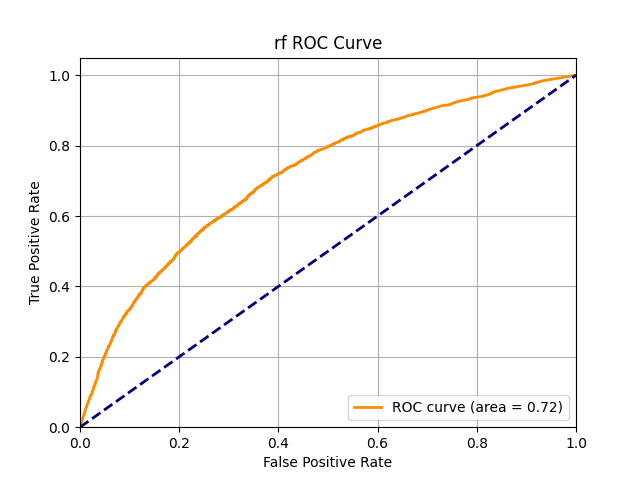 rf ROC Curve
True Positive Rate
1.0
0.8
0.6
0.4
0.2
0.0
ROC curve (area = 0.72)
0.0 0.2 0.4 0.6 0.8 1.0
False Positive Rate